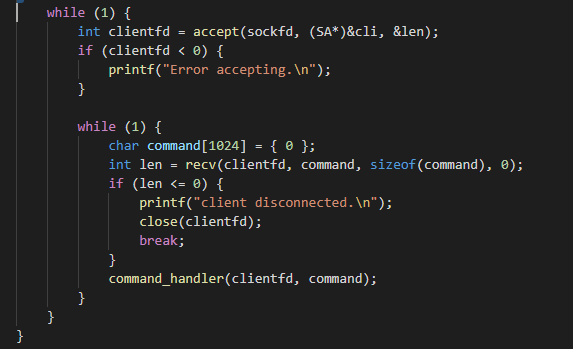 while (1) {
int clientfd = accept(sockfd, (SA*)&cli, &len);
if (clientfd < 0) {
printf("Error accepting.\n");
}
while (1) {
char command[1024] = { 0 };
int len = recv(clientfd, command, sizeof(command), 0);
if (len <= 0) {
printf("client disconnected.\n");
close(clientfd);
break;
}
command_handler(clientfd, command);
}
}
}